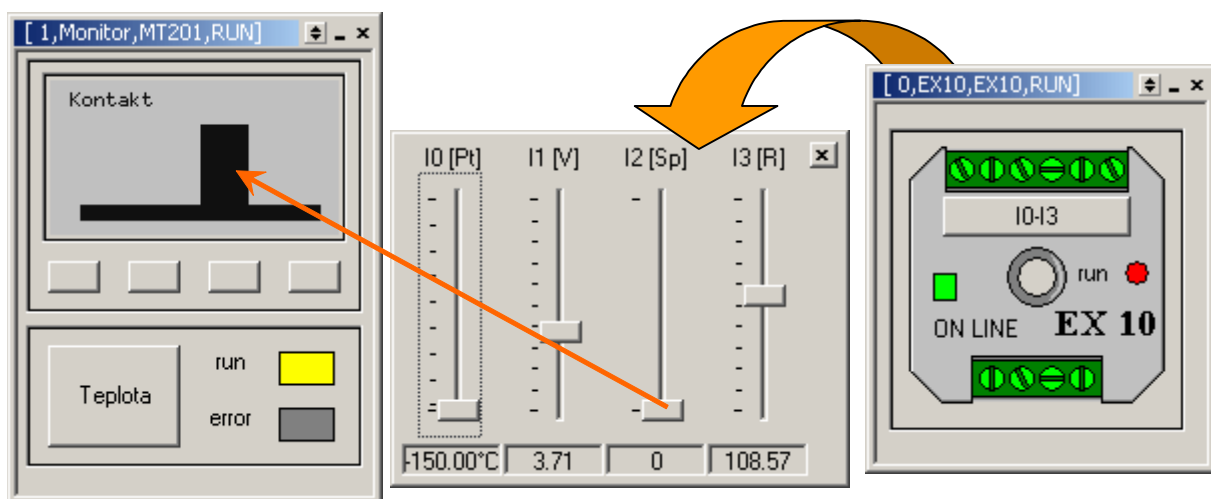 [ 1,Monitor,MT201,RUN]
Kontakt
Teplota
run
error
I0 [Pt] I1 [V] I2 [Sp] I3 [R]
-150.00°C 3.71 0 108.57
[ 0,EX10,EX10,RUN]
I0-I3
run
ON LINE EX 10